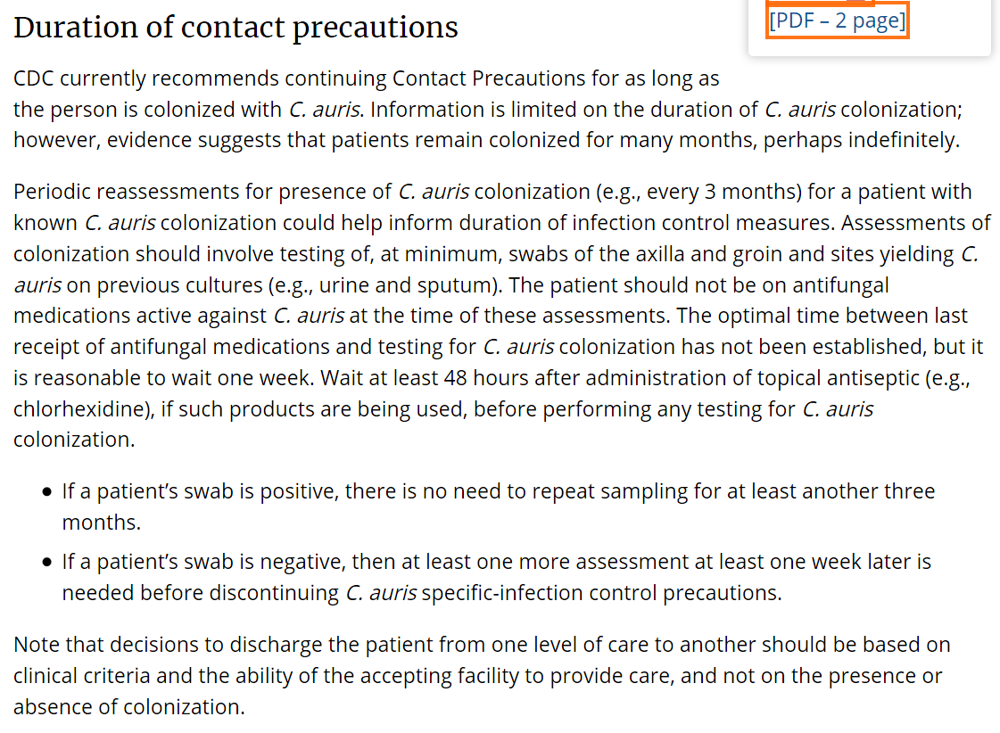 Duration of contact precautions
[PDF – 2 page]
CDC currently recommends continuing Contact Precautions for as long as
the person is colonized with C. auris. Information is limited on the duration of C. auris colonization;
however, evidence suggests that patients remain colonized for many months, perhaps indefinitely.
Periodic reassessments for presence of C. auris colonization (e.g., every 3 months) for a patient with
known C. auris colonization could help inform duration of infection control measures. Assessments of
colonization should involve testing of, at minimum, swabs of the axilla and groin and sites yielding C.
auris on previous cultures (e.g., urine and sputum). The patient should not be on antifungal
medications active against C. auris at the time of these assessments. The optimal time between last
receipt of antifungal medications and testing for C. auris colonization has not been established, but it
is reasonable to wait one week. Wait at least 48 hours after administration of topical antiseptic (e.g.,
chlorhexidine), if such products are being used, before performing any testing for C. auris
colonization.
• If a patient’s swab is positive, there is no need to repeat sampling for at least another three
months.
• If a patient’s swab is negative, then at least one more assessment at least one week later is
needed before discontinuing C. auris specific-infection control precautions.
Note that decisions to discharge the patient from one level of care to another should be based on
clinical criteria and the ability of the accepting facility to provide care, and not on the presence or
absence of colonization.